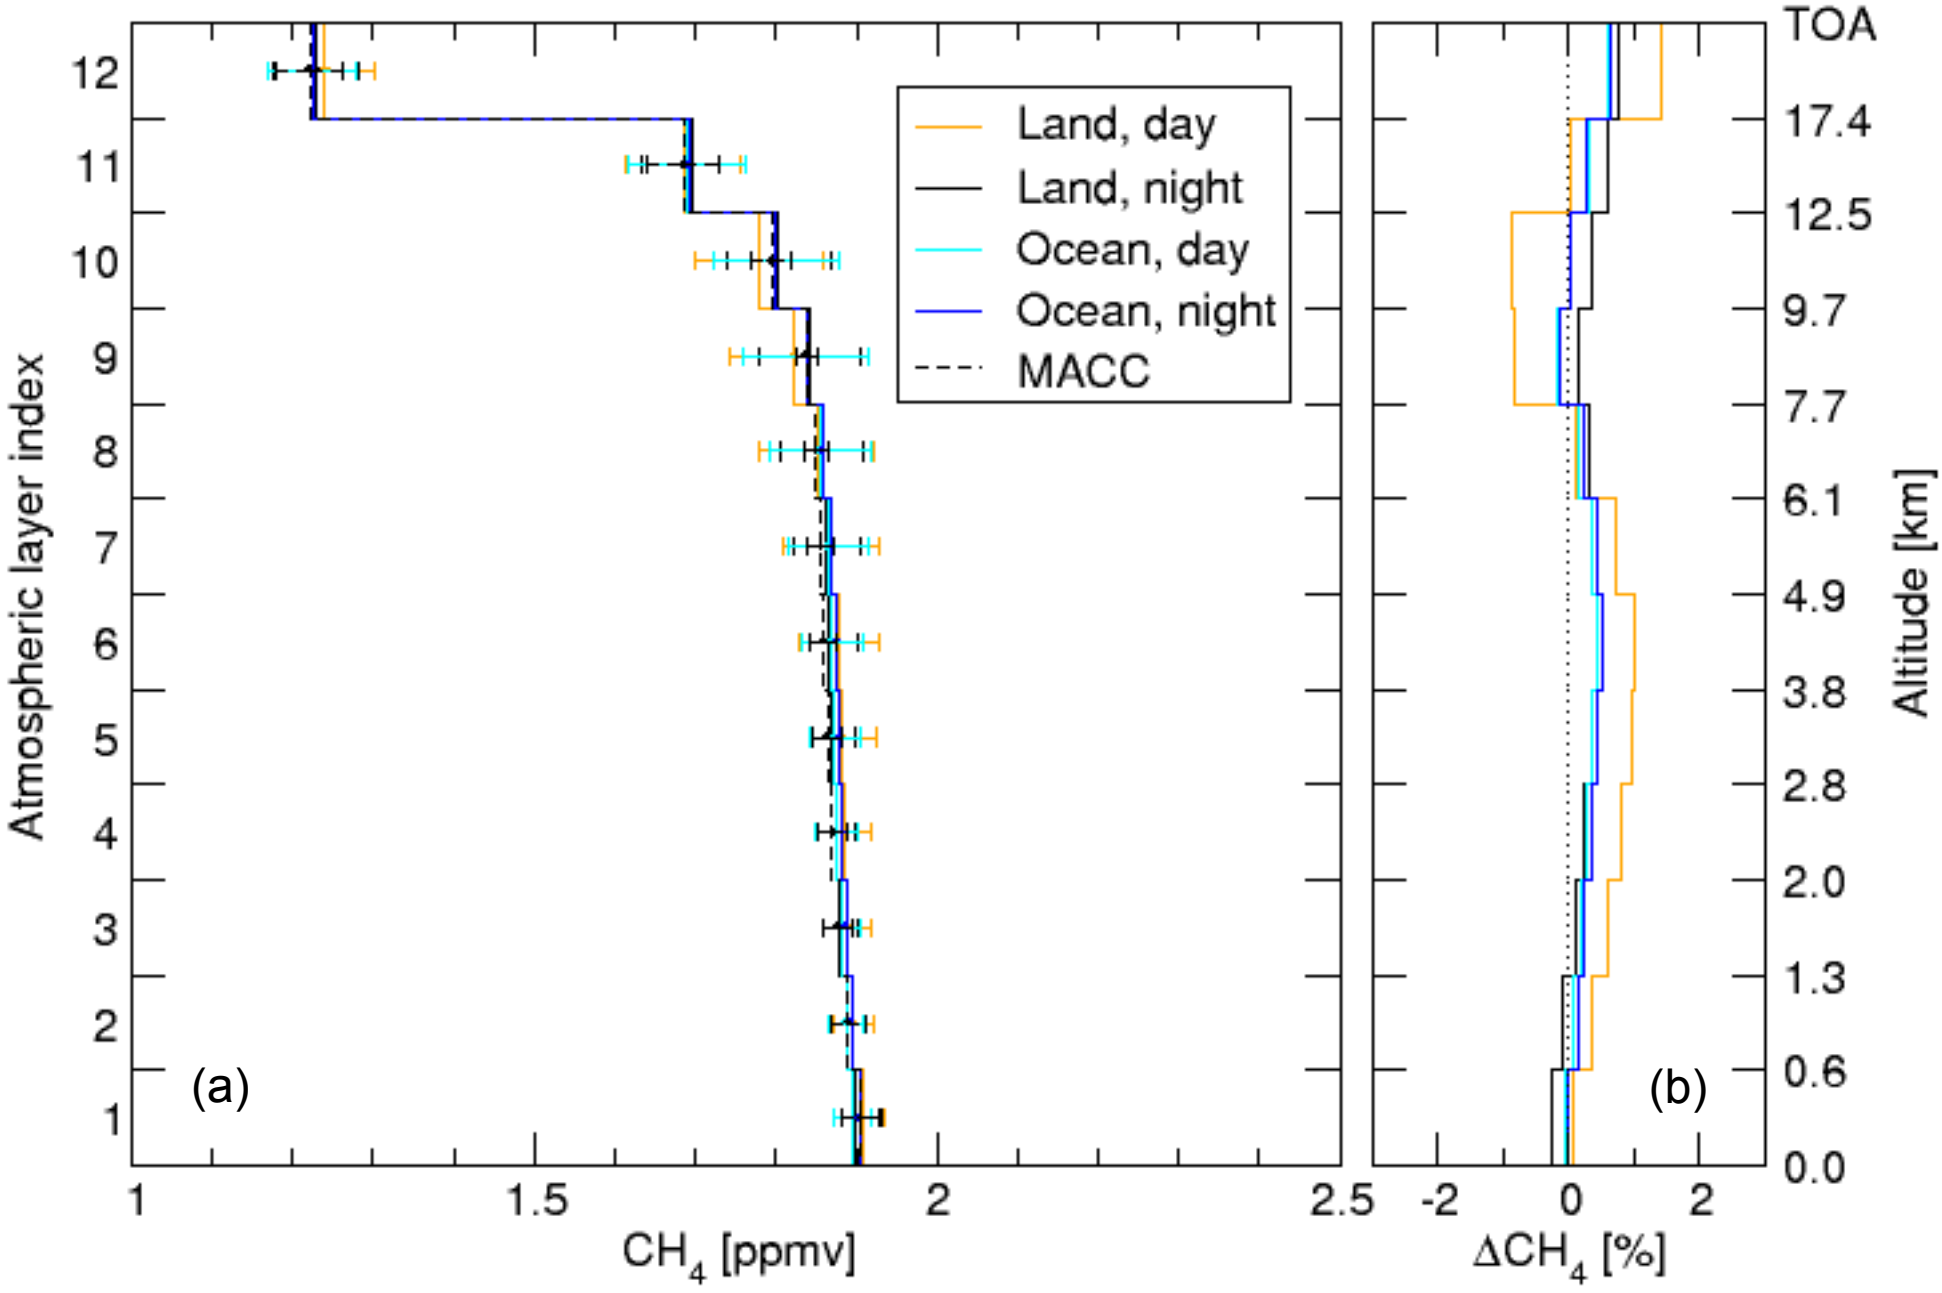 TOA
12
17.4
Land, day
11
Land, night
12.5
Ocean, day
10
Ocean, night
9.7
MACC
9
7.7
8
6.1
7
4.9
6
3.8
5
2.8
4
2.0
3
1.3
2
0.6
(a)
(b)
1
0.0
Atmospheric layer index
Altitude [km]
1 1.5 2 2.5 -2 0 2
CH4 [ppmv]
ΔCH4 [%]